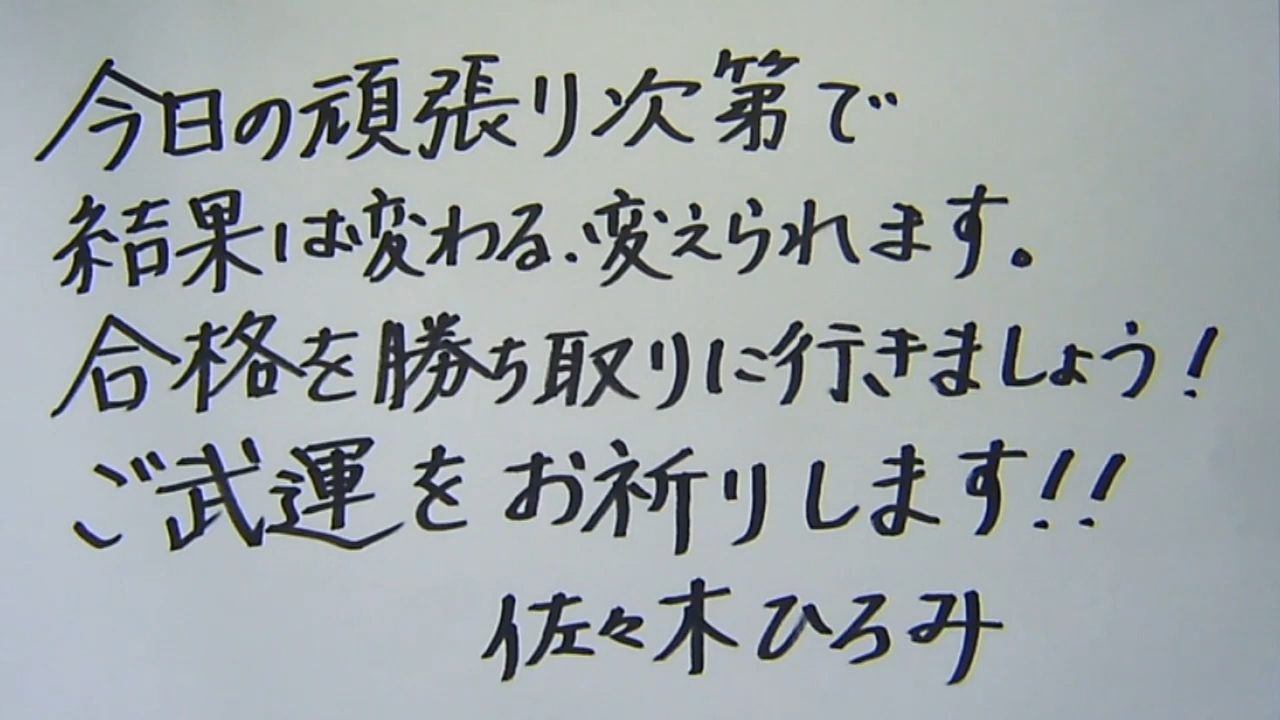 今日の頑張り次第で
結果は変わる、変えられます。
合格を勝ち取りに行きましょう!
ご武運をお祈りします!!
佐々木ひろみ